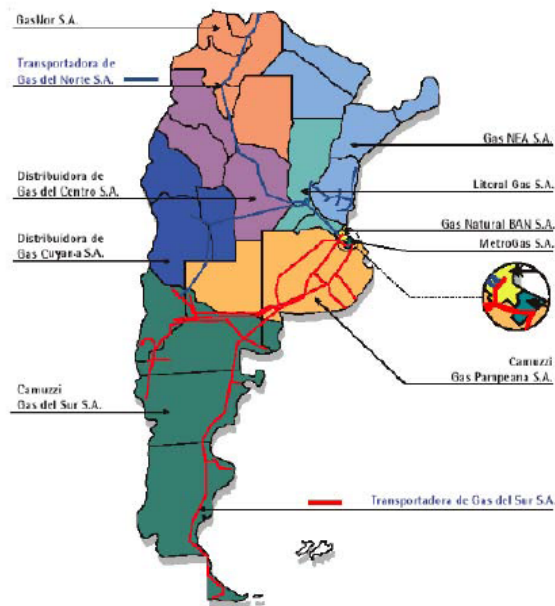 GasNor S.A.
Transportadora de
Gas del Norte S.A.
Gas NEA S.A.
Distribuidora de
Gas del Centro S.A.
Litoral Gas S.A.
Gas Natural BAN S.A.
MetroGas S.A.
Distribuidora de
Gas Cuyana S.A.
Camuzzi
Gas Pampeana S.A.
Camuzzi
Gas del Sur S.A.
Transportadora de Gas del Sur S.A.